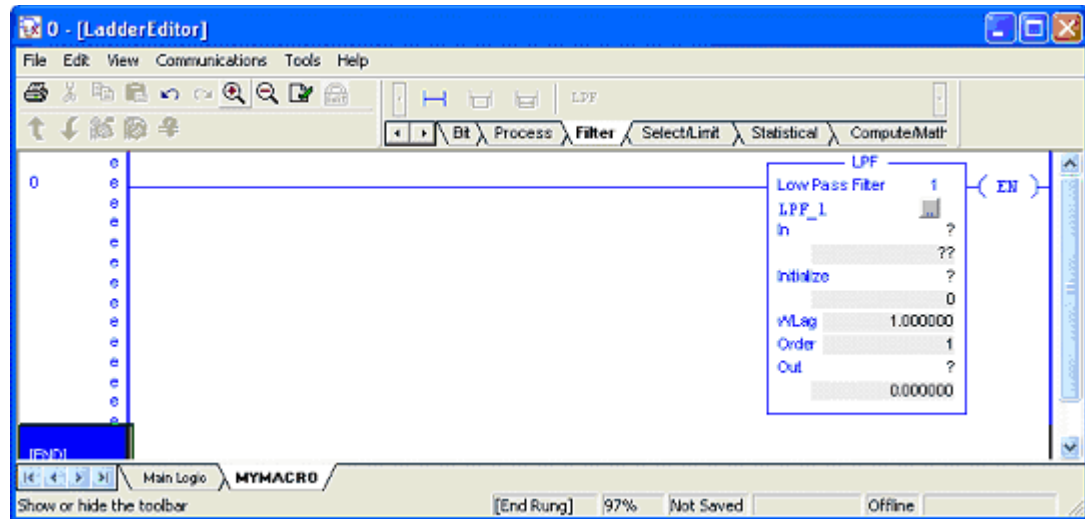 0 - [LadderEditor]
File Edit View Communications Tools Help
LPF
Bit Process Filter Select/Limit Statistical Compute/Math
LPF
0
Low Pass Filter 1
EN
LPF_1 ...
In ?
??
Initialize ?
0
WLag 1.000000
Order 1
Out ?
0.000000
e
e
e
e
e
e
e
e
e
e
e
e
e
e
[END]
Main Logic MYMACRO
Show or hide the toolbar [End Rung] 97% Not Saved Offline